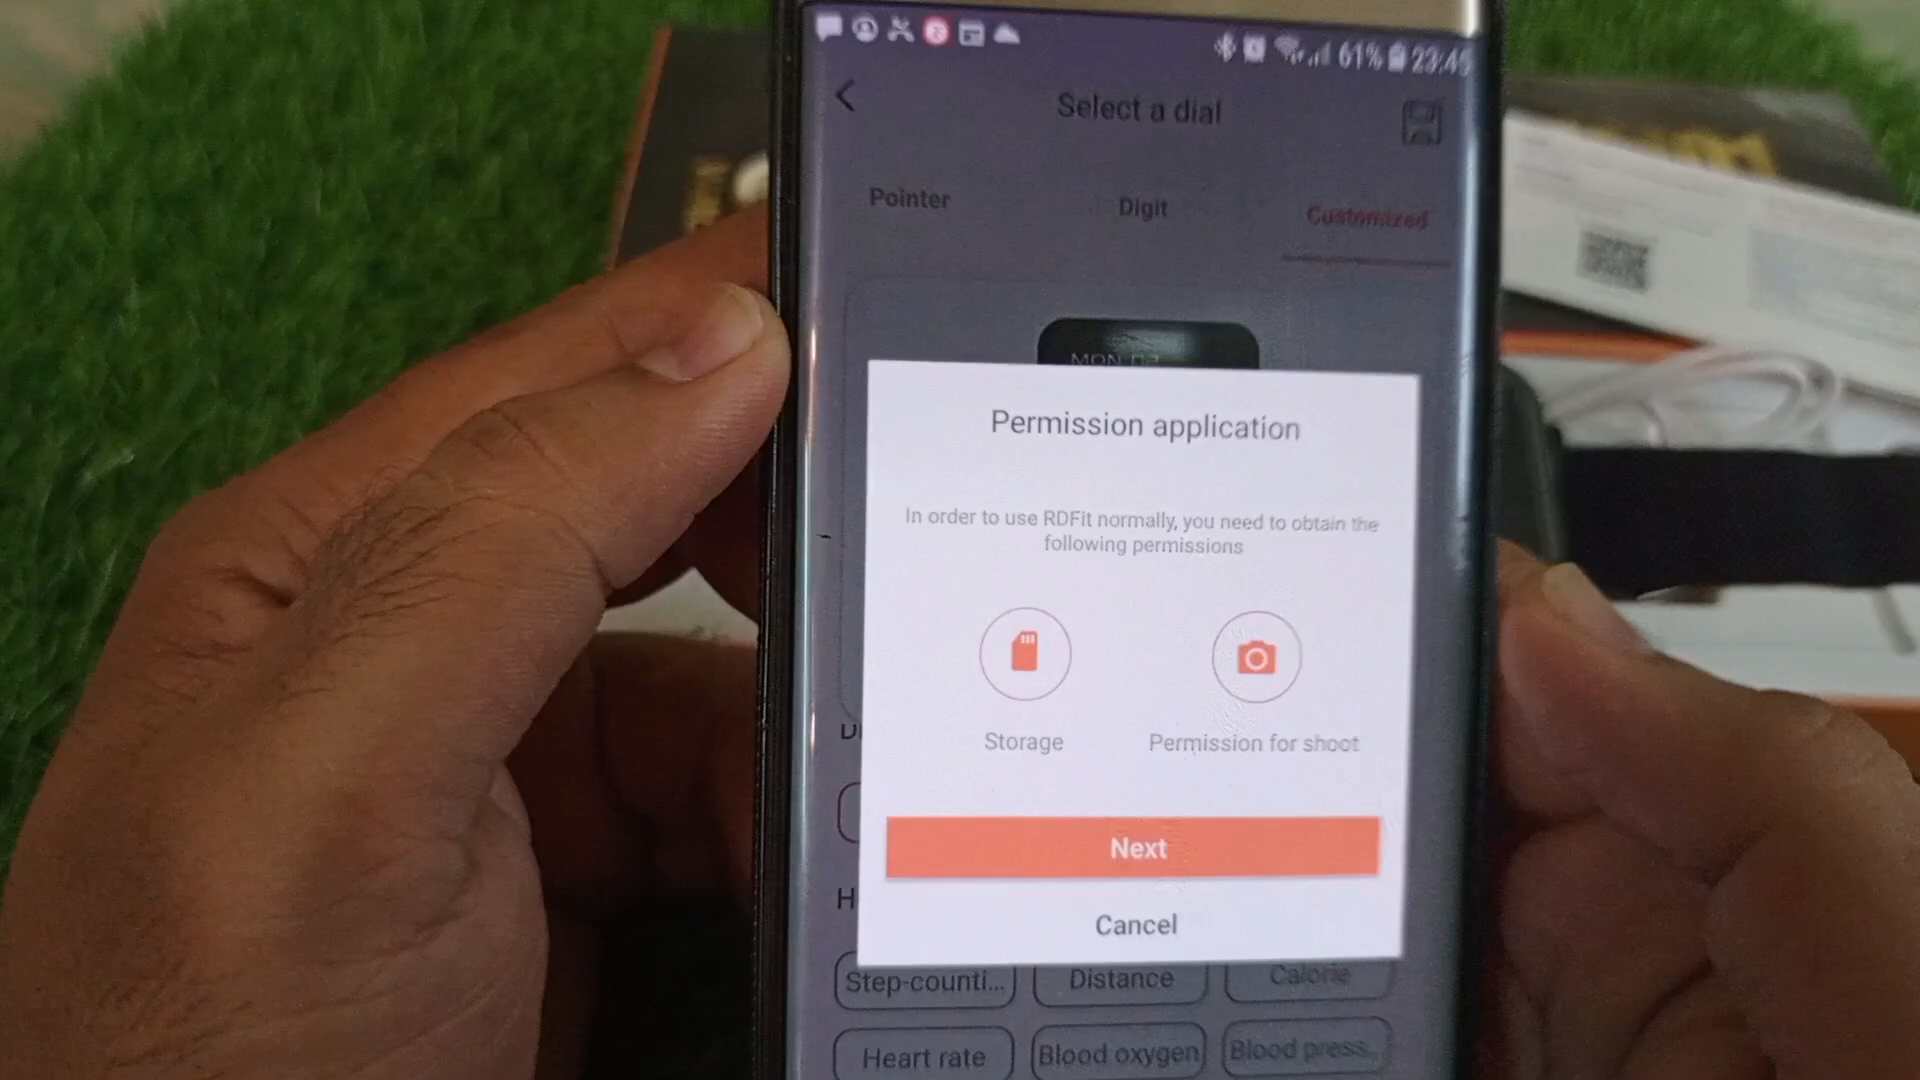 61% 23:45
Select a dial
Pointer Digit Customized
MON
Permission application
In order to use RDFit normally, you need to obtain the
following permissions
Storage Permission for shoot
Next
Cancel
Step-counti... Distance Calorie
Heart rate Blood oxygen Blood press..